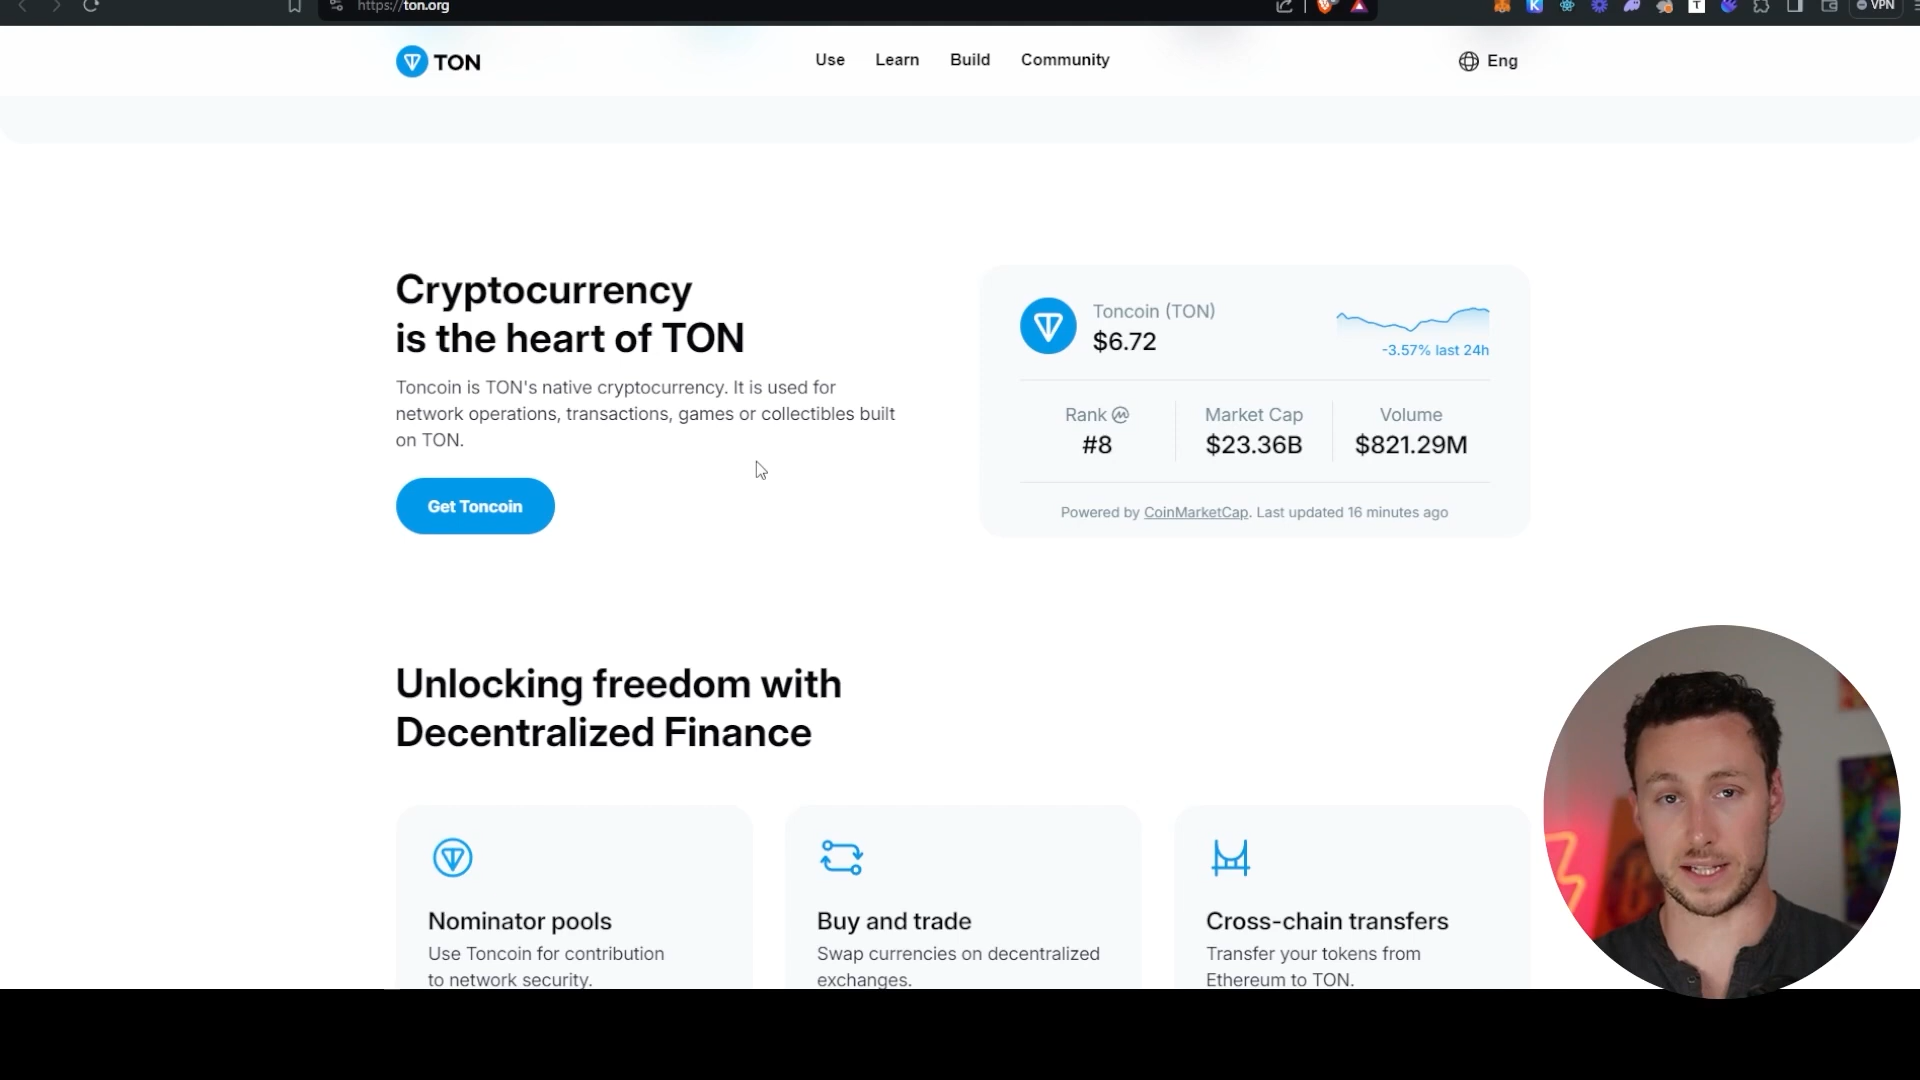 https://ton.org
VPN
TON
Use
Learn
Build
Community
Eng
Cryptocurrency
is the heart of TON
Toncoin is TON's native cryptocurrency. It is used for
network operations, transactions, games or collectibles built
on TON.
Get Toncoin
Toncoin (TON)
$6.72
-3.57% last 24h
Rank
#8
Market Cap
$23.36B
Volume
$821.29M
Powered by CoinMarketCap. Last updated 16 minutes ago
Unlocking freedom with
Decentralized Finance
Nominator pools
Use Toncoin for contribution
to network security.
Buy and trade
Swap currencies on decentralized
exchanges.
Cross-chain transfers
Transfer your tokens from
Ethereum to TON.